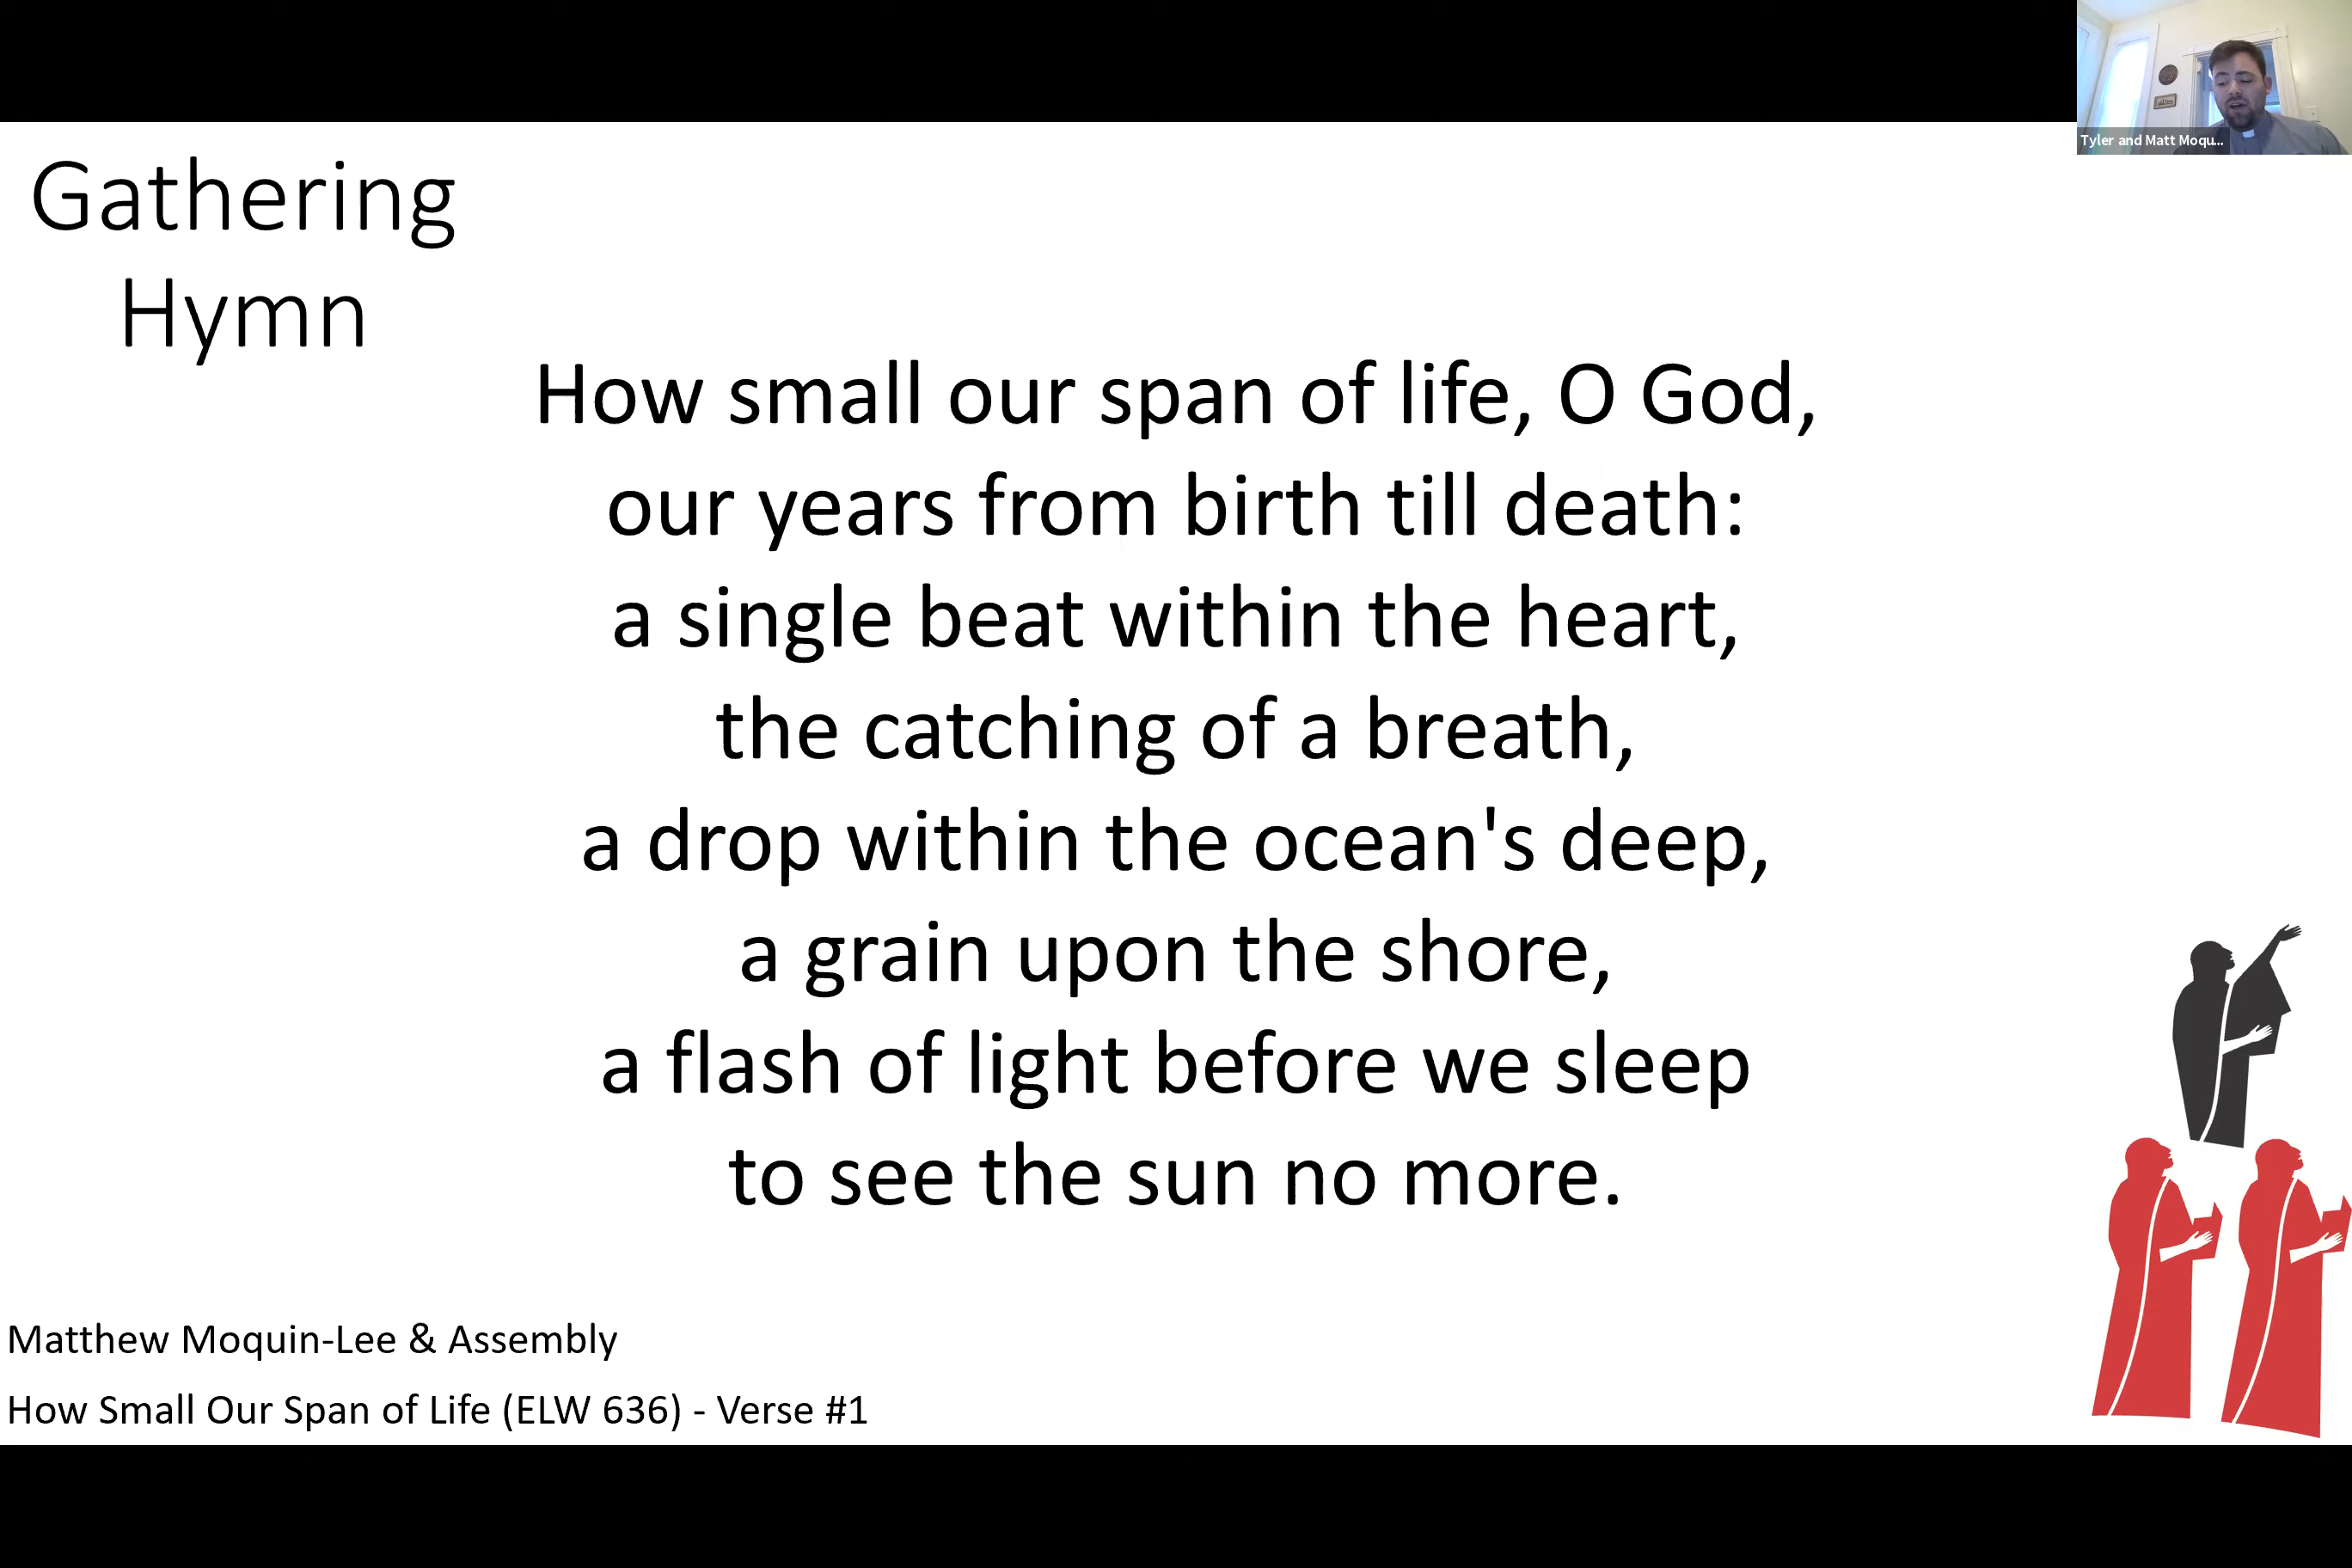 Tyler and Matt Moqu...
Gathering
Hymn
How small our span of life, O God,
our years from birth till death:
a single beat within the heart,
the catching of a breath,
a drop within the ocean's deep,
a grain upon the shore,
a flash of light before we sleep
to see the sun no more.
Matthew Moquin-Lee & Assembly
How Small Our Span of Life (ELW 636) - Verse #1